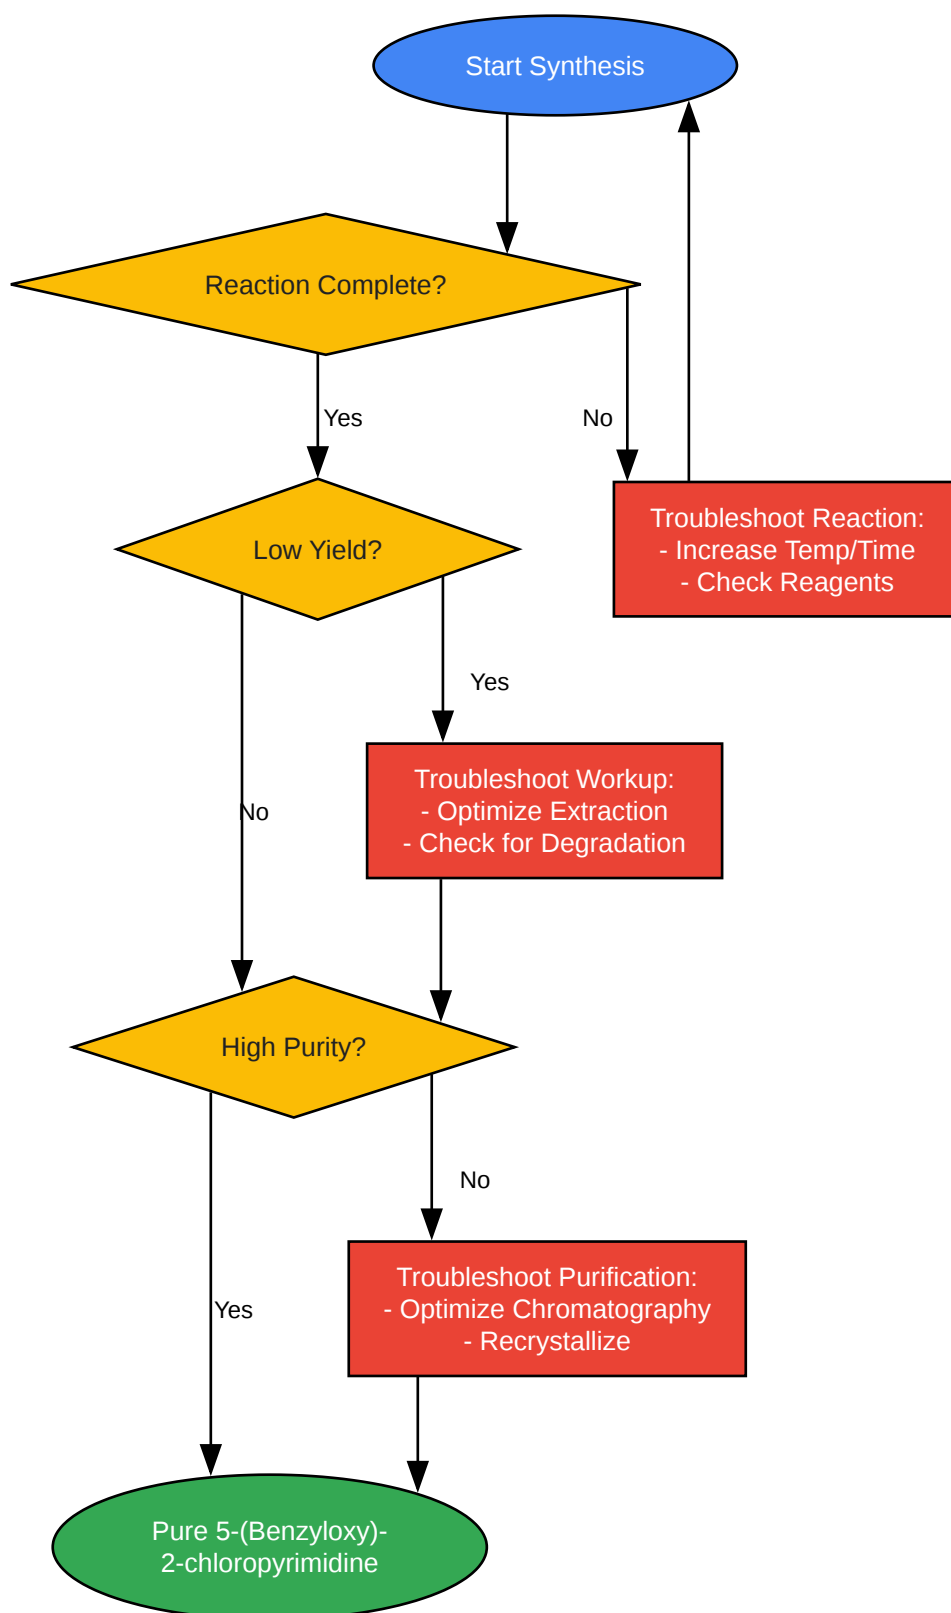 Start Synthesis
Reaction Complete?
Yes
No
Low Yield?
Troubleshoot Reaction:
- Increase Temp/Time
- Check Reagents
Yes
No
Troubleshoot Workup:
- Optimize Extraction
- Check for Degradation
High Purity?
No
Yes
Troubleshoot Purification:
- Optimize Chromatography
- Recrystallize
Pure 5-(Benzyloxy)-
2-chloropyrimidine